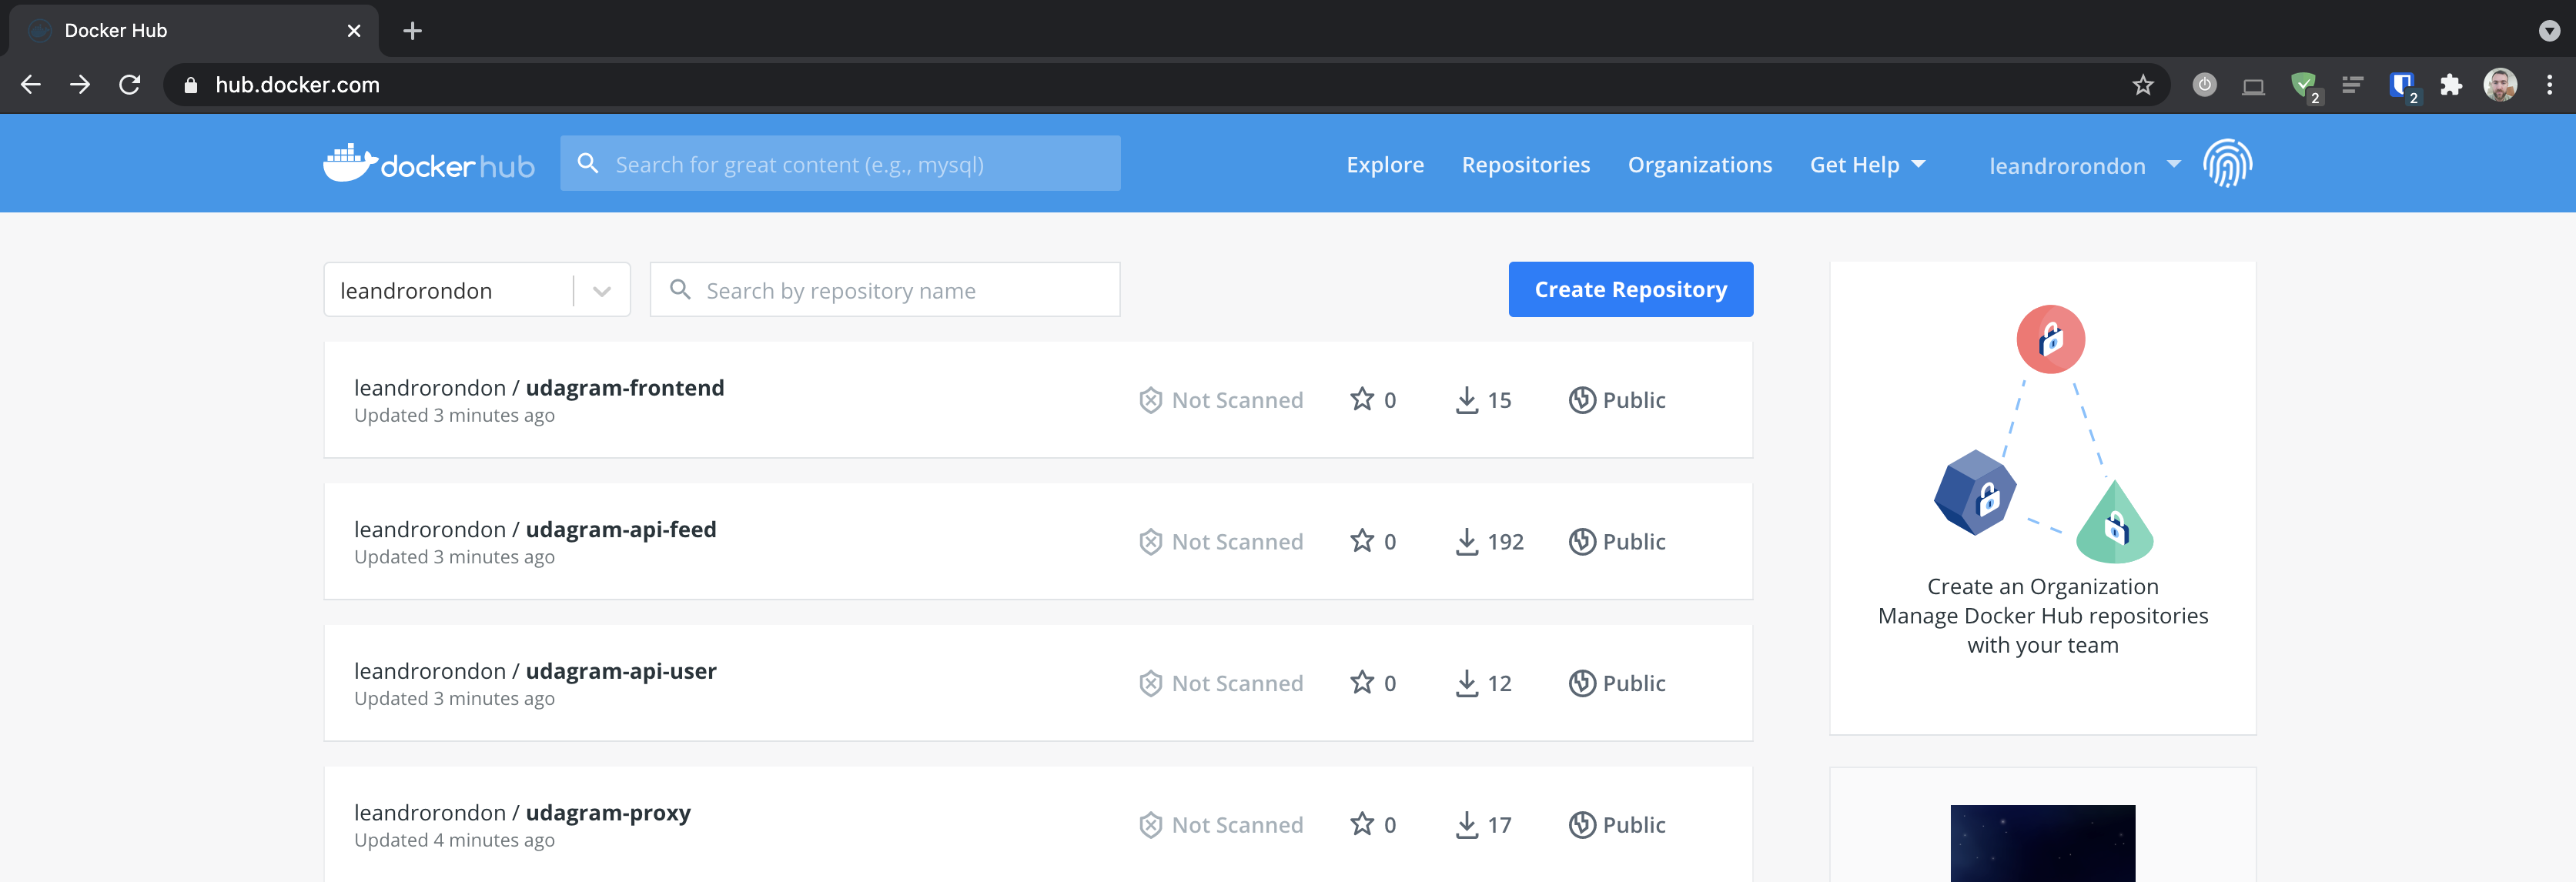 Docker Hub
hub.docker.com
2
2
dockerhub
Search for great content (e.g., mysql)
Explore
Repositories
Organizations
Get Help
leandrorondon
leandrorondon
Search by repository name
Create Repository
leandrorondon / udagram-frontend
Updated 3 minutes ago
Not Scanned
0
15
Public
leandrorondon / udagram-api-feed
Updated 3 minutes ago
Not Scanned
0
192
Public
leandrorondon / udagram-api-user
Updated 3 minutes ago
Not Scanned
0
12
Public
leandrorondon / udagram-proxy
Updated 4 minutes ago
Not Scanned
0
17
Public
Create an Organization
Manage Docker Hub repositories
with your team